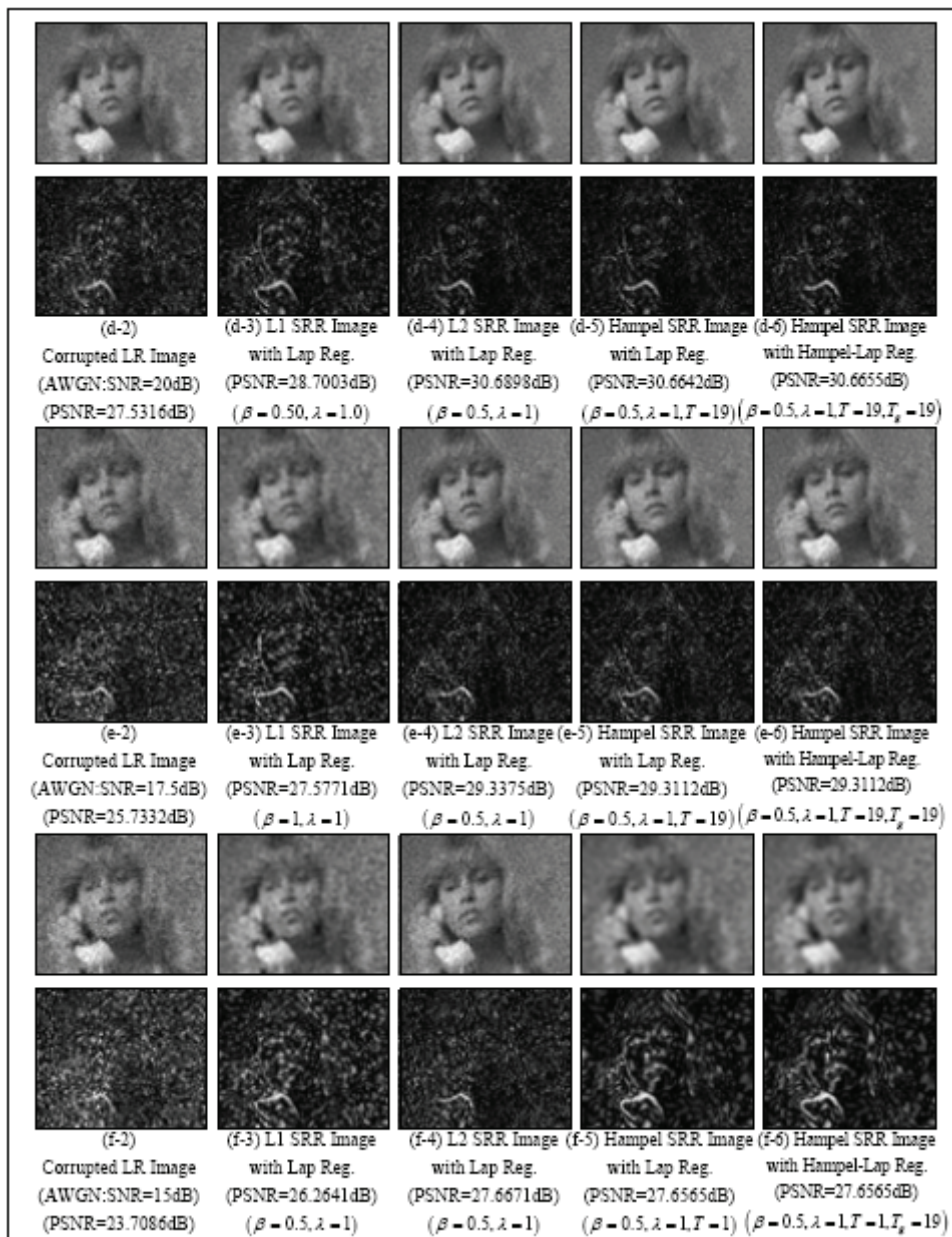 (d-2)
Corrupted LR Image
(AWGN:SNR=20dB)
(PSNR=27.5316dB)
(d-3) L1 SRR Image
with Lap Reg.
(PSNR=28.7003dB)
(β=0.50, λ=1.0)
(d-4) L2 SRR Image
with Lap Reg.
(PSNR=30.6898dB)
(β=0.5, λ=1)
(d-5) Hampel SRR Image
with Lap Reg.
(PSNR=30.6642dB)
(β=0.5, λ=1, T=19)
(d-6) Hampel SRR Image
with Hampel-Lap Reg.
(PSNR=30.6655dB)
(β=0.5, λ=1, T=19, T_g=19)
(e-2)
Corrupted LR Image
(AWGN:SNR=17.5dB)
(PSNR=25.7332dB)
(e-3) L1 SRR Image
with Lap Reg.
(PSNR=27.5771dB)
(β=1, λ=1)
(e-4) L2 SRR Image
with Lap Reg.
(PSNR=29.3375dB)
(β=0.5, λ=1)
(e-5) Hampel SRR Image
with Lap Reg.
(PSNR=29.3112dB)
(β=0.5, λ=1, T=19)
(e-6) Hampel SRR Image
with Hampel-Lap Reg.
(PSNR=29.3112dB)
(β=0.5, λ=1, T=19, T_g=19)
(f-2)
Corrupted LR Image
(AWGN:SNR=15dB)
(PSNR=23.7086dB)
(f-3) L1 SRR Image
with Lap Reg.
(PSNR=26.2641dB)
(β=0.5, λ=1)
(f-4) L2 SRR Image
with Lap Reg.
(PSNR=27.6671dB)
(β=0.5, λ=1)
(f-5) Hampel SRR Image
with Lap Reg.
(PSNR=27.6565dB)
(β=0.5, λ=1, T=1)
(f-6) Hampel SRR Image
with Hampel-Lap Reg.
(PSNR=27.6565dB)
(β=0.5, λ=1, T=1, T_g=19)